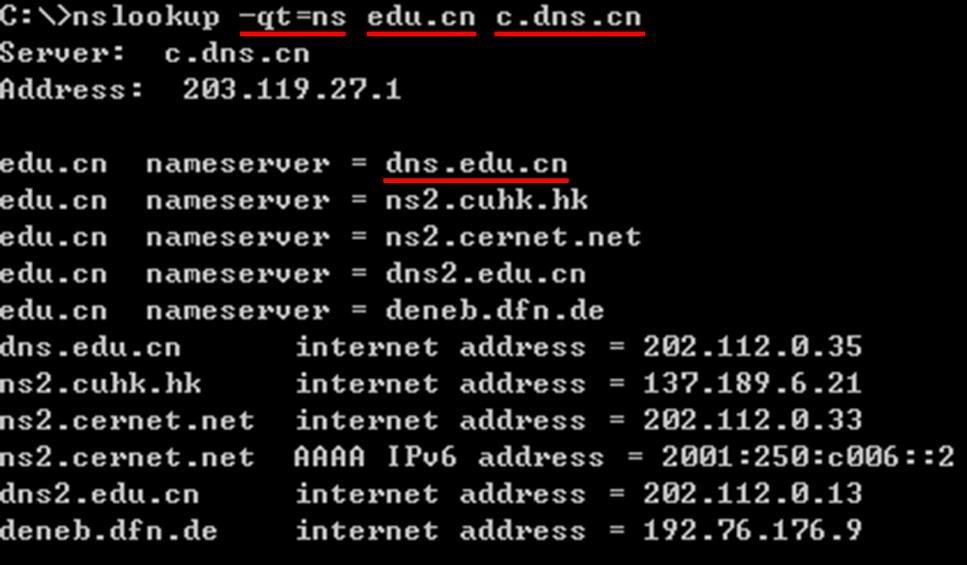 C:\>nslookup -qt=ns edu.cn c.dns.cn
Server:  c.dns.cn
Address:  203.119.27.1
edu.cn  nameserver = dns.edu.cn
edu.cn  nameserver = ns2.cuhk.hk
edu.cn  nameserver = ns2.cernet.net
edu.cn  nameserver = dns2.edu.cn
edu.cn  nameserver = deneb.dfn.de
dns.edu.cn      internet address = 202.112.0.35
ns2.cuhk.hk     internet address = 137.189.6.21
ns2.cernet.net  internet address = 202.112.0.33
ns2.cernet.net  AAAA IPv6 address = 2001:250:c006::2
dns2.edu.cn     internet address = 202.112.0.13
deneb.dfn.de    internet address = 192.76.176.9